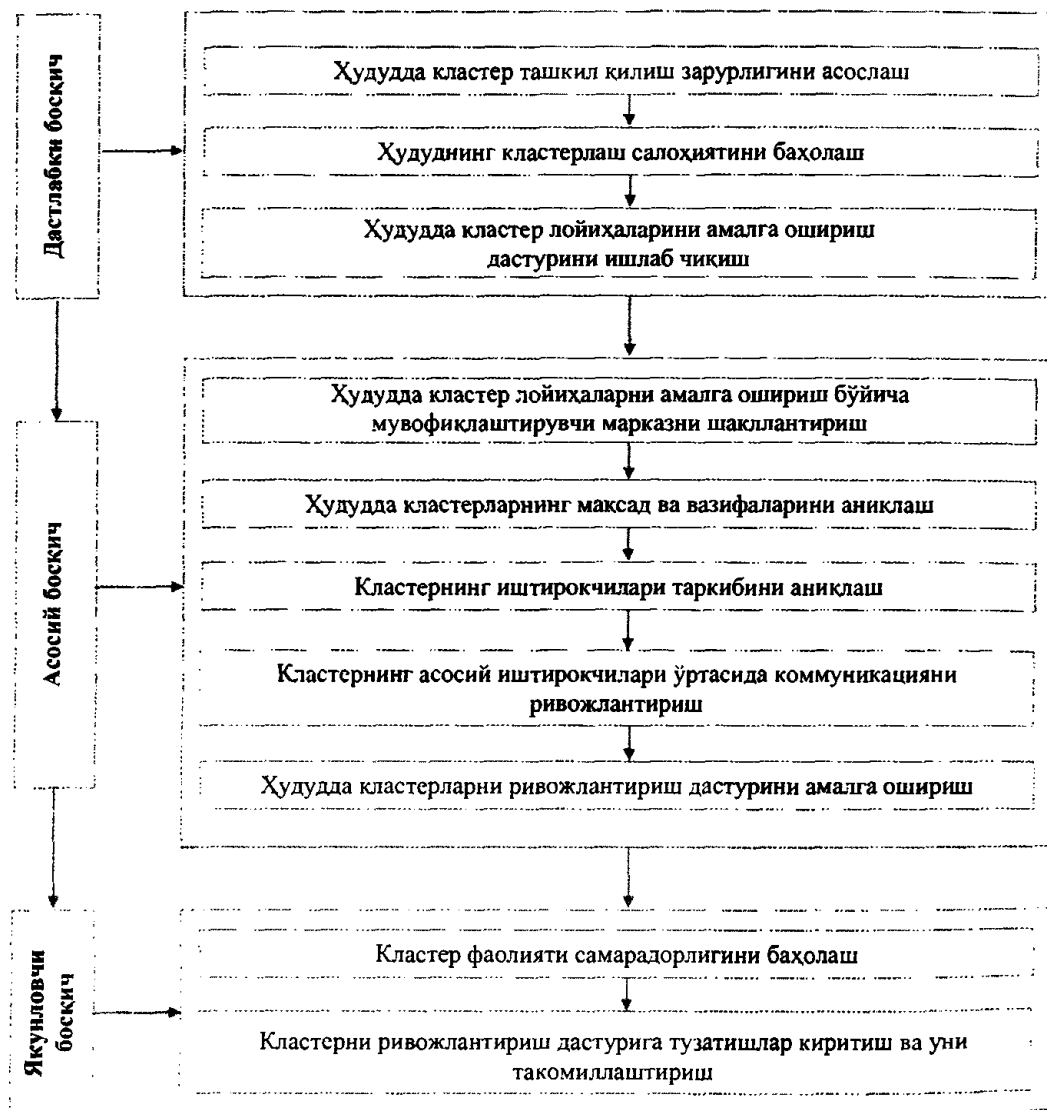 Дастлабки босқич
Ҳудудда кластер ташкил қилиш зарурлигини асослаш
Ҳудуднинг кластерлаш салоҳиятини баҳолаш
Ҳудудда кластер лойиҳаларини амалга ошириш
дастурини ишлаб чиқиш
Асосий босқич
Ҳудудда кластер лойиҳаларни амалга ошириш бўйича
мувофиқлаштирувчи марказни шакллантириш
Ҳудудда кластерларнинг мақсад ва вазифаларини аниқлаш
Кластернинг иштирокчилари таркибини аниқлаш
Кластернинг асосий иштирокчилари ўртасида коммуникацияни
ривожлантириш
Ҳудудда кластерларни ривожлантириш дастурини амалга ошириш
Якунловчи
босқич
Кластер фаолияти самарадорлигини баҳолаш
Кластерни ривожлантириш дастурига тузатишлар киритиш ва уни
такомиллаштириш